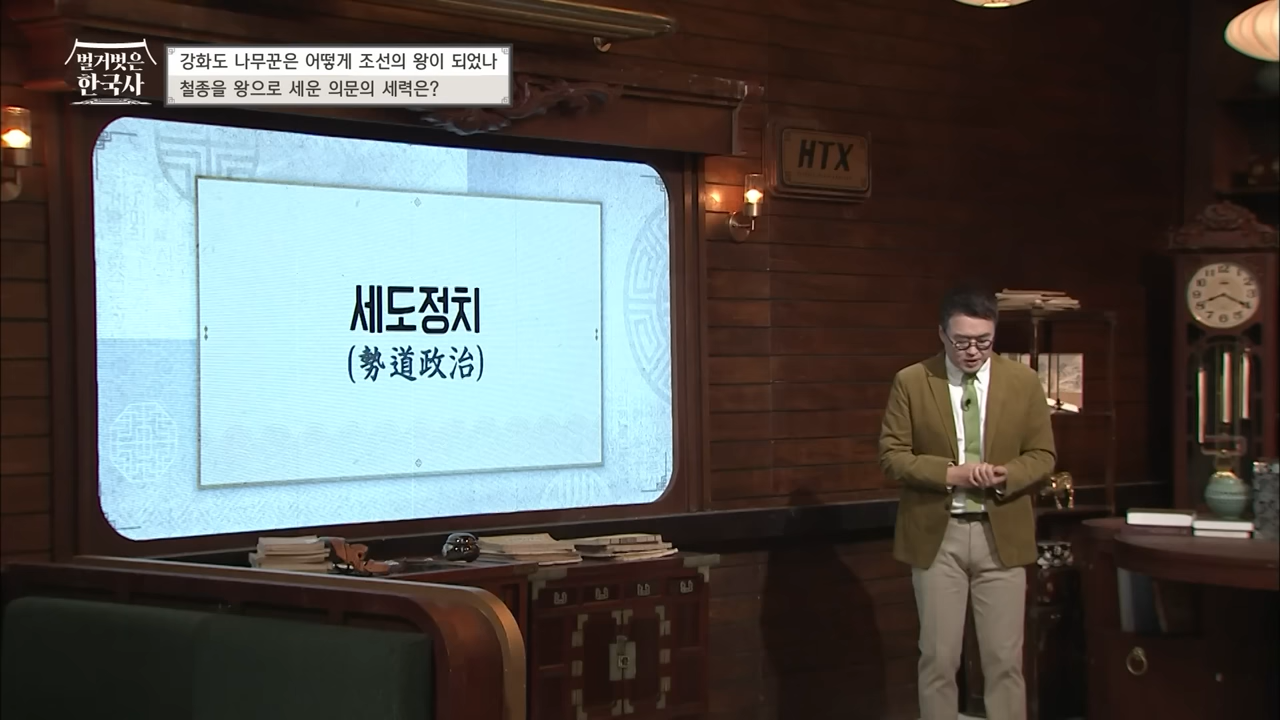 벌거벗은
한국사
강화도 나무꾼은 어떻게 조선의 왕이 되었나
철종을 왕으로 세운 의문의 세력은?
HTX
세도정치
(勢道政治)